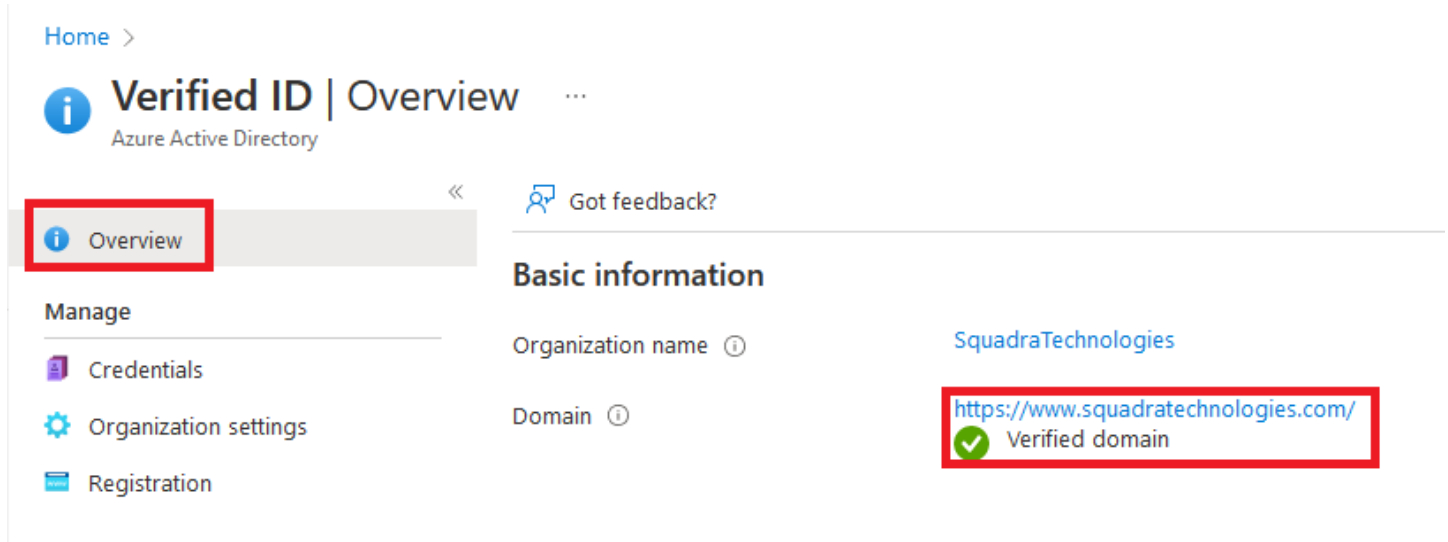 Home >
Verified ID | Overview ...
Azure Active Directory
«
Got feedback?
Overview
Basic information
Manage
Organization name
SquadraTechnologies
Credentials
Domain
https://www.squadratechnologies.com/
Verified domain
Organization settings
Registration